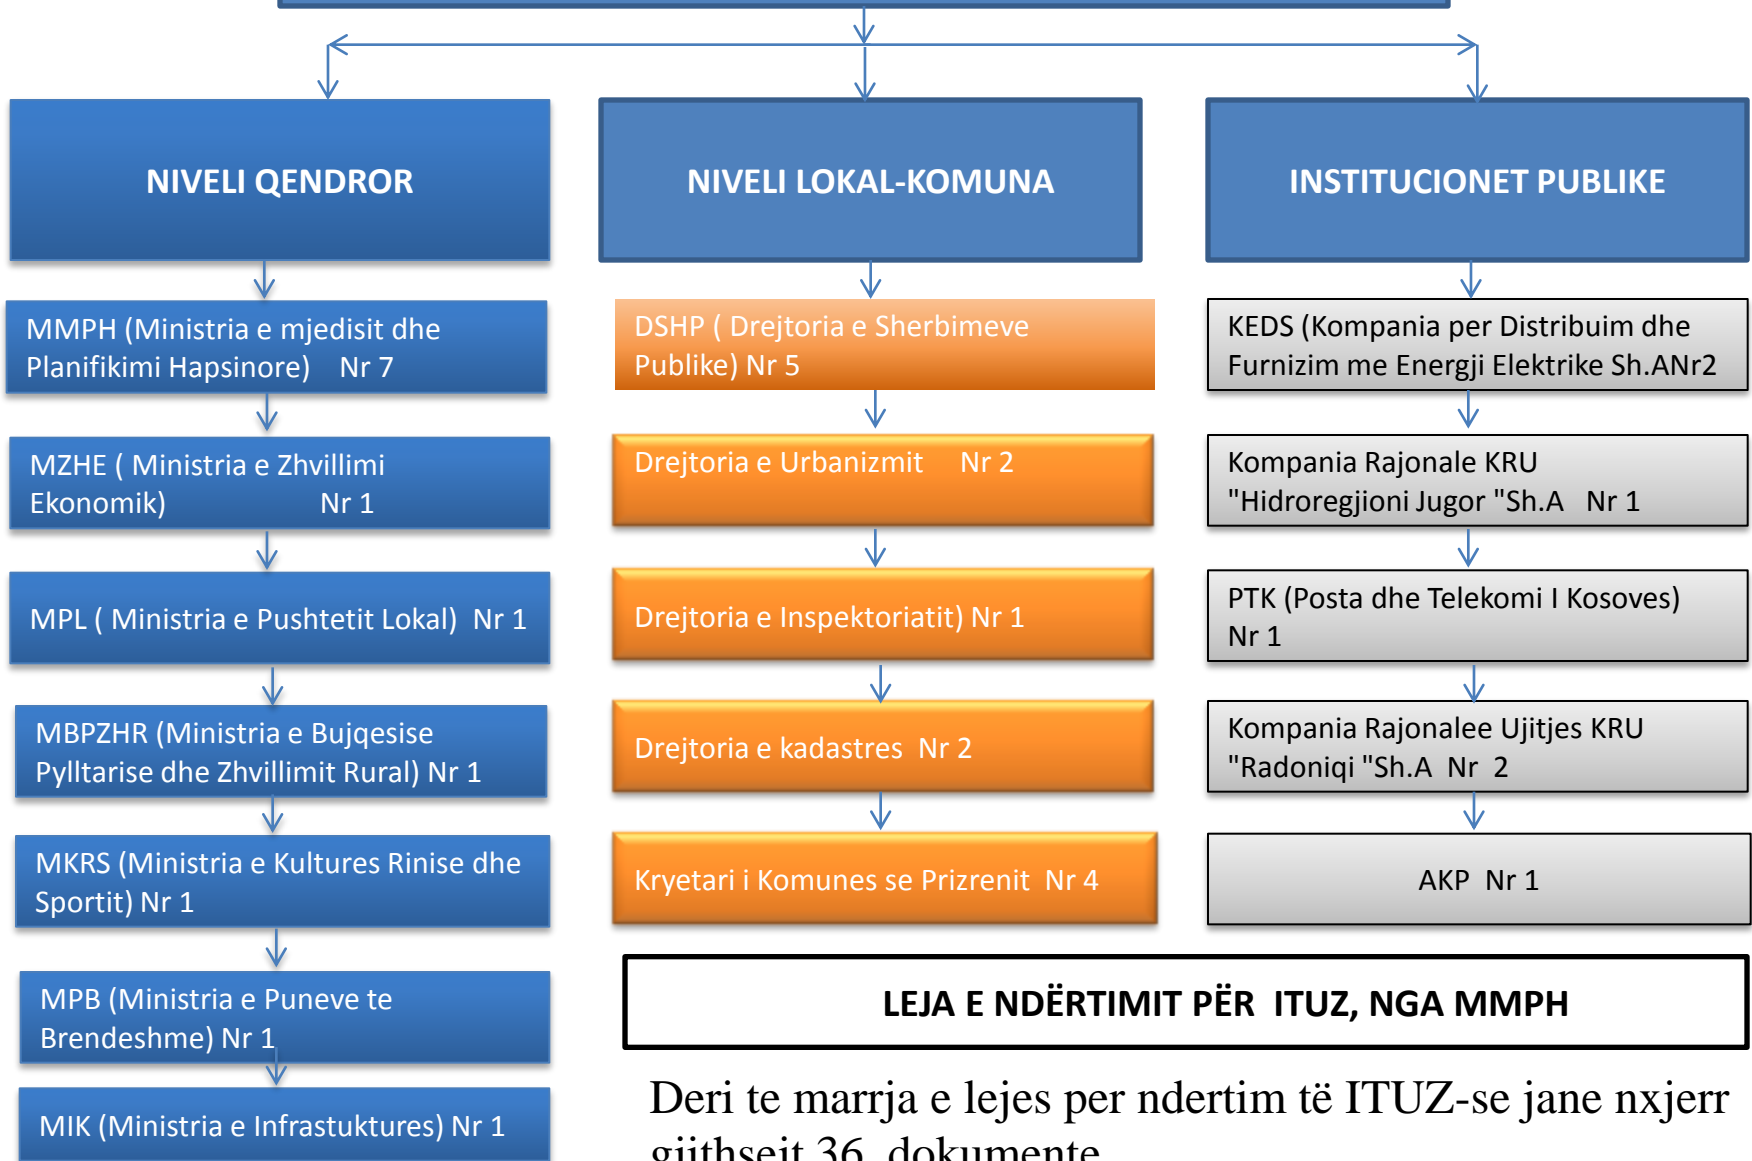 NIVELI QENDROR
MMPH (Ministria e mjedisit dhe
Planifikimi Hapsinore) Nr 7
MZHE ( Ministria e Zhvillimi
Ekonomik) Nr 1
MPL ( Ministria e Pushtetit Lokal) Nr 1
MBPZHR (Ministria e Bujqesise
Pylltarise dhe Zhvillimit Rural) Nr 1
MKRS (Ministria e Kultures Rinise dhe
Sportit) Nr 1
MPB (Ministria e Puneve te
Brendeshme) Nr 1
MIK (Ministria e Infrastuktures) Nr 1
NIVELI LOKAL-KOMUNA
DSHP ( Drejtoria e Sherbimeve
Publike) Nr 5
Drejtoria e Urbanizmit Nr 2
Drejtoria e Inspektoriatit) Nr 1
Drejtoria e kadastres Nr 2
Kryetari i Komunes se Prizrenit Nr 4
INSTITUCIONET PUBLIKE
KEDS (Kompania per Distribuim dhe
Furnizim me Energji Elektrike Sh.ANr2
Kompania Rajonale KRU
"Hidroregjioni Jugor "Sh.A Nr 1
PTK (Posta dhe Telekomi I Kosoves)
Nr 1
Kompania Rajonalee Ujitjes KRU
"Radoniqi "Sh.A Nr 2
AKP Nr 1
LEJA E NDËRTIMIT PËR ITUZ, NGA MMPH
Deri te marrja e lejes per ndertim të ITUZ-se jane nxjerr
gjithsejt 36 dokumente